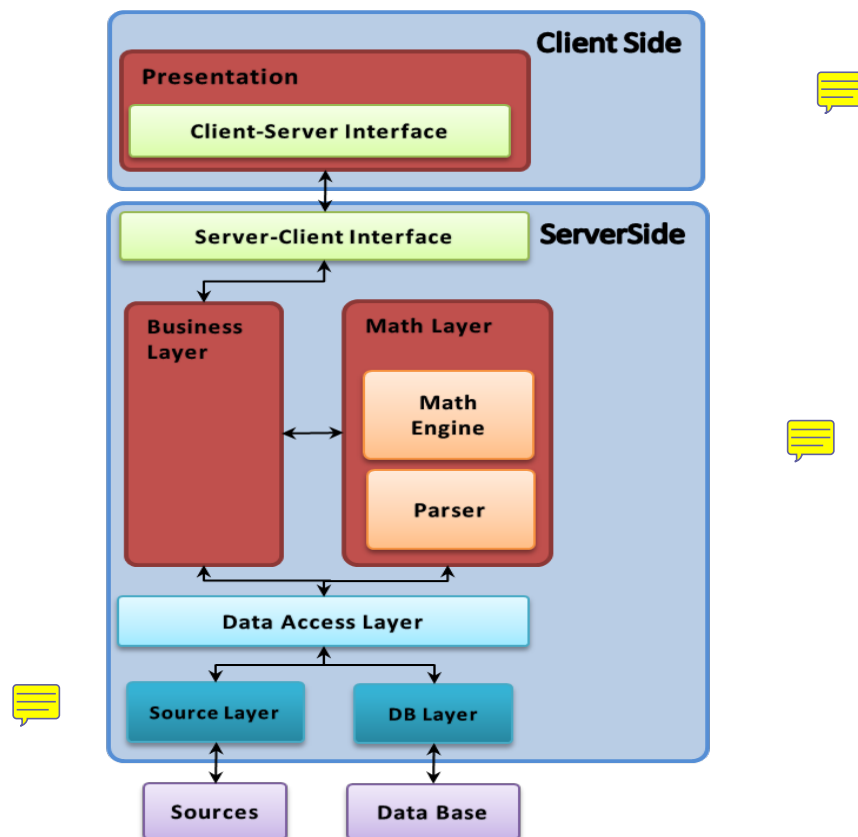 Client Side
Presentation
Client-Server Interface
Server-Client Interface
ServerSide
Business
Layer
Math Layer
Math
Engine
Parser
Data Access Layer
Source Layer
DB Layer
Sources
Data Base